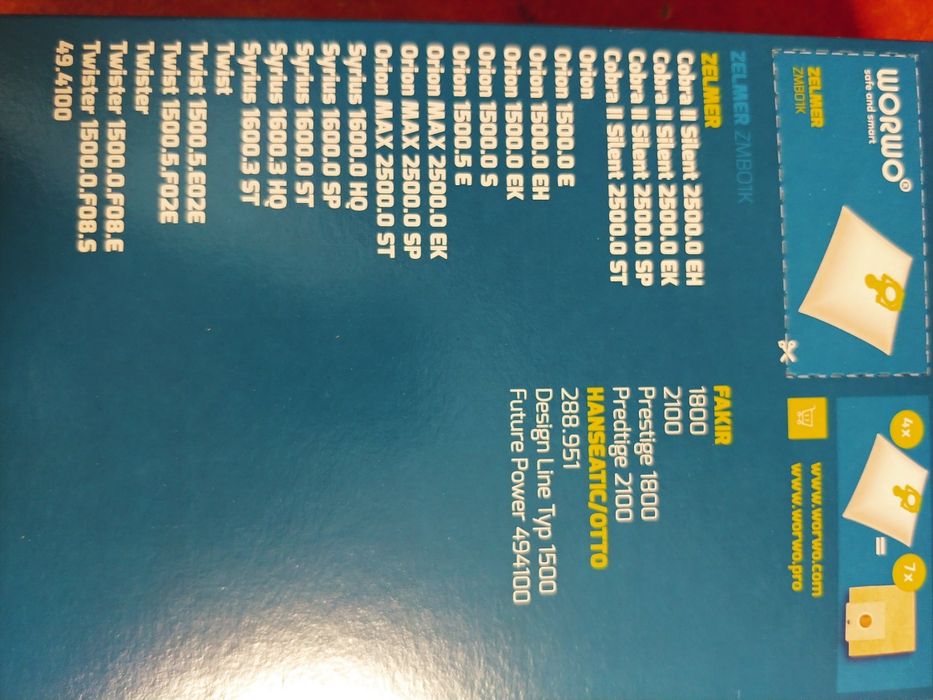 WORWO®
safe and smart
ZELMER
ZMB01K
4x
=
7x
www.worwo.com
www.worwo.pro
ZELMER ZMB01K
ZELMER
Cobra II Silent 2500.0 EH
Cobra II Silent 2500.0 EK
Cobra II Silent 2500.0 SP
Cobra II Silent 2500.0 ST
Orion
Orion 1500.0 E
Orion 1500.0 EH
Orion 1500.0 EK
Orion 1500.0 S
Orion 1500.5 E
Orion MAX 2500.0 EK
Orion MAX 2500.0 SP
Orion MAX 2500.0 ST
Syrius 1600.0 HQ
Syrius 1600.0 SP
Syrius 1600.0 ST
Syrius 1600.3 HQ
Syrius 1600.3 ST
Twist
Twist 1500.5.E02E
Twist 1500.5.F02E
Twister
Twister 1500.0.F08.E
Twister 1500.0.F08.S
49.4100
FAKIR
1800
2100
Prestige 1800
Predtige 2100
HANSEATIC/OTTO
288.951
Design Line Typ 1500
Future Power 494100